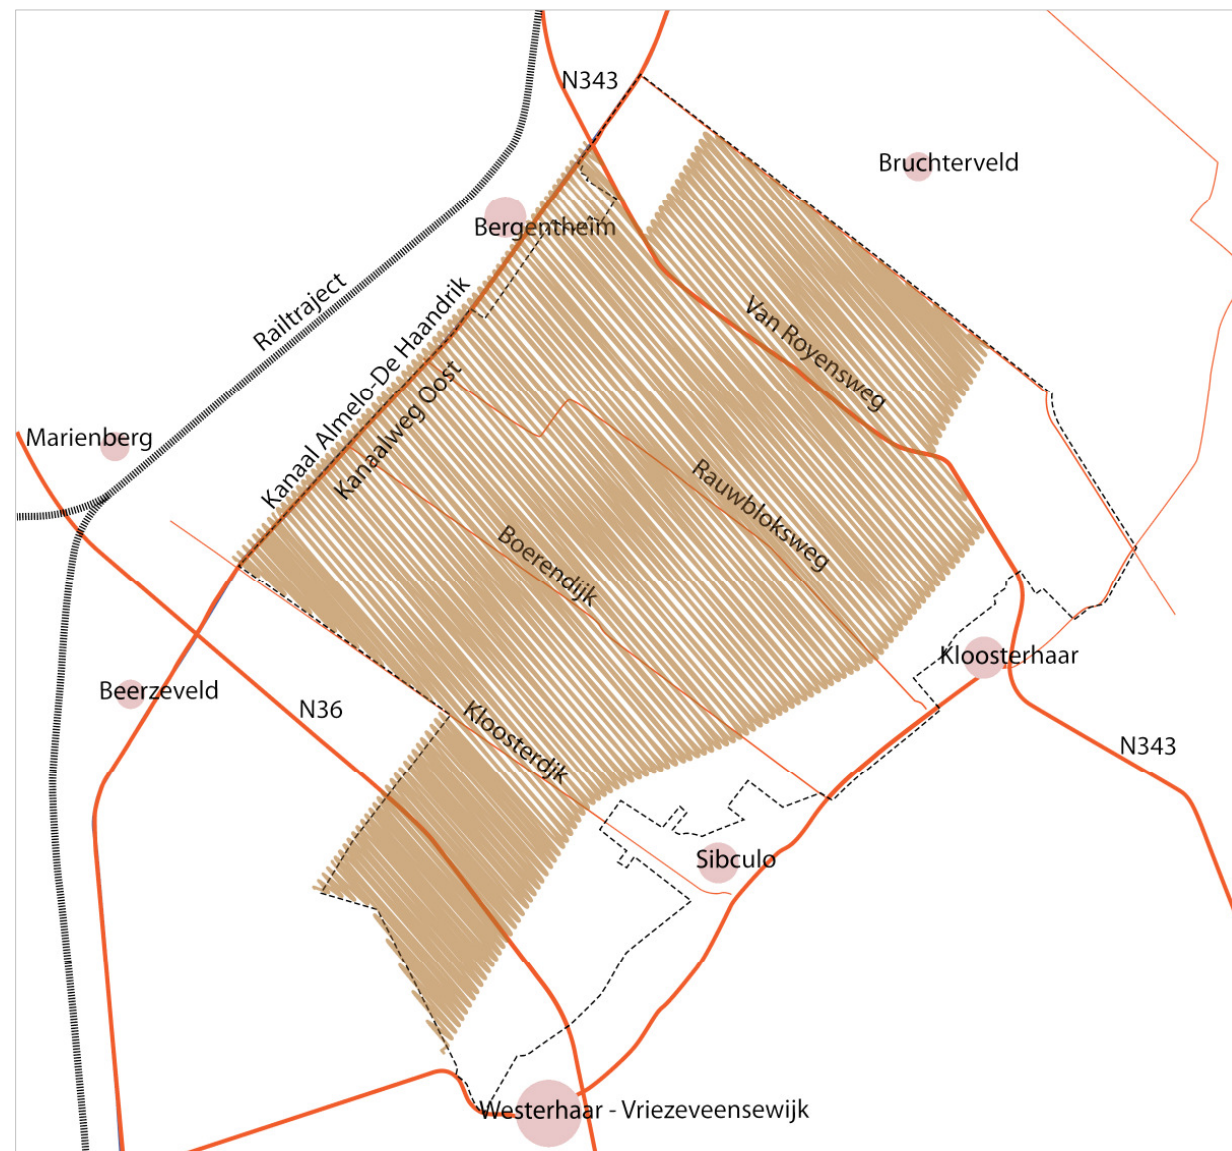 N343
Bruchterveld
Bergentheim
Railtraject
Kanaal Almelo-De Haandrik
Van Royensweg
Kanaalweg Oost
Marienberg
Rauwbloksweg
Boerendijk
Kloosterhaar
Beerzeveld
N36
Kloosterdjk
N343
Sibculo
Westerhaar - Vriezeveensewijk